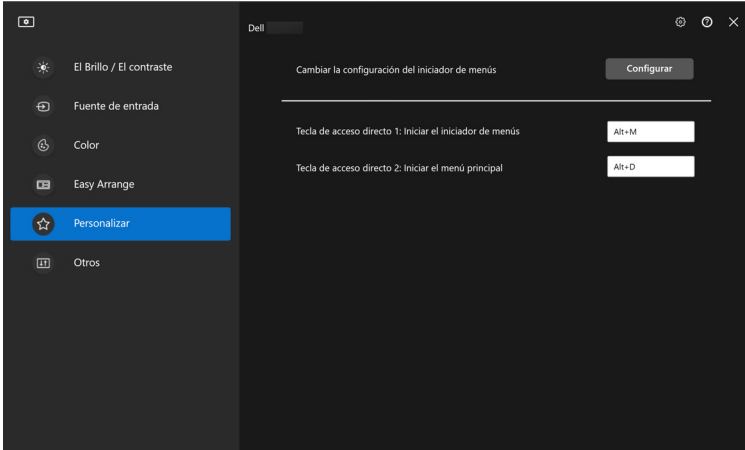 Dell
El Brillo / El contraste
Fuente de entrada
Color
Easy Arrange
Personalizar
Otros
Cambiar la configuración del iniciador de menús
Configurar
Tecla de acceso directo 1: Iniciar el iniciador de menús
Alt+M
Tecla de acceso directo 2: Iniciar el menú principal
Alt+D